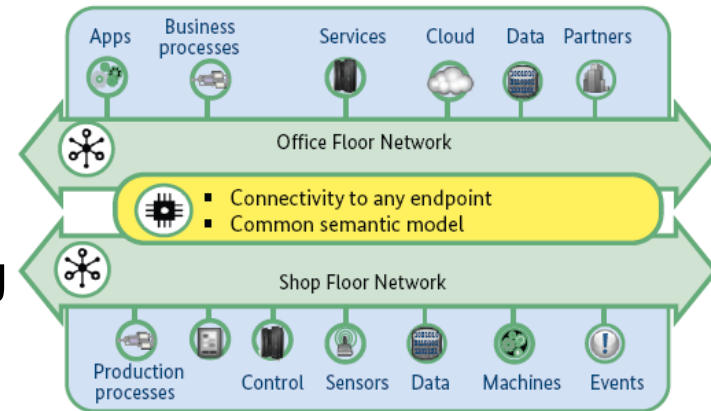 Apps
Business
processes
Services
Cloud
Data
Partners
Office Floor Network
▪ Connectivity to any endpoint
▪ Common semantic model
g
Shop Floor Network
Production
processes
Control
Sensors
Data
Machines
Events